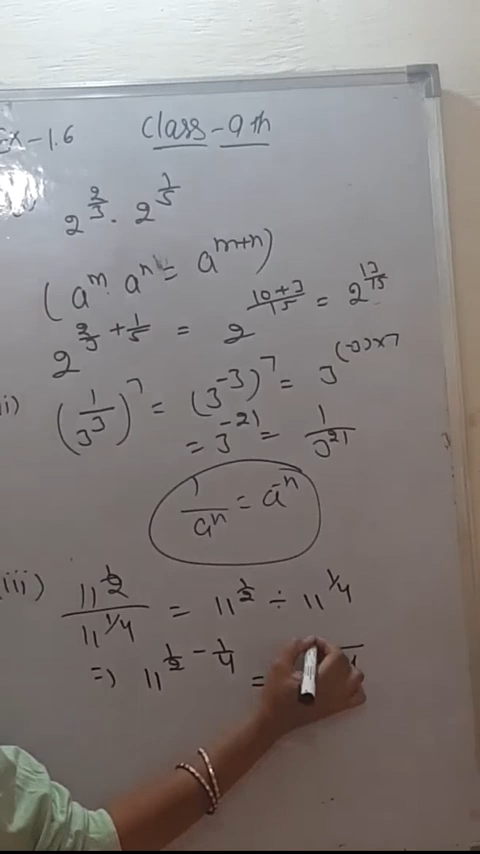 Ex-1.6 Class-9th
2^{2/3} · 2^{1/5}
(a^m · a^n = a^{m+n})
2^{2/3 + 1/5} = 2^{(10+3)/15} = 2^{13/15}
(1/3^3)^7 = (3^{-3})^7 = 3^{(-3)×7}
= 3^{-21} = 1/3^{21}
1/a^n = a^{-n}
iii) 11^{1/2}/11^{1/4} = 11^{1/2} ÷ 11^{1/4}
⇒ 11^{1/2 - 1/4} =